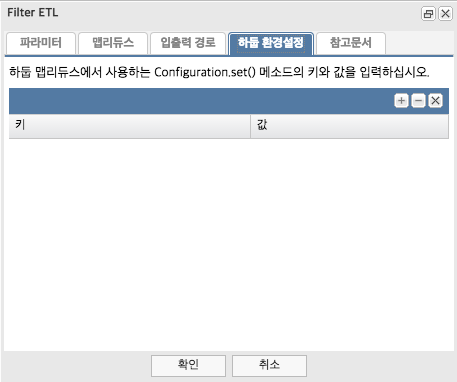 Filter ETL
파라미터 맵리듀스 입출력 경로 하둡 환경설정 참고문서
하둡 맵리듀스에서 사용하는 Configuration.set() 메소드의 키와 값을 입력하십시오.
키 값
확인 취소